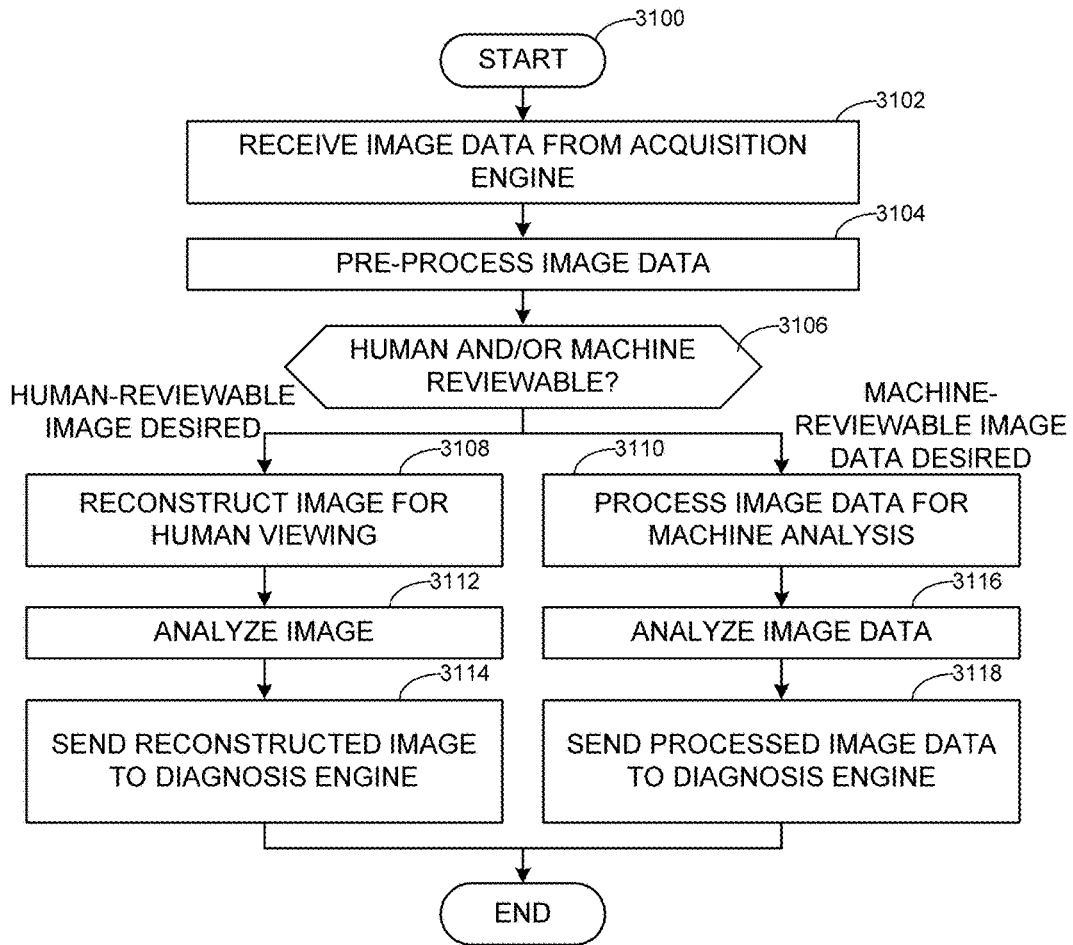 3100
START
3102
RECEIVE IMAGE DATA FROM ACQUISITION
ENGINE
3104
PRE-PROCESS IMAGE DATA
3106
HUMAN AND/OR MACHINE
REVIEWABLE?
HUMAN-REVIEWABLE
IMAGE DESIRED
MACHINE-
REVIEWABLE IMAGE
DATA DESIRED
3108
RECONSTRUCT IMAGE FOR
HUMAN VIEWING
3110
PROCESS IMAGE DATA FOR
MACHINE ANALYSIS
3112
ANALYZE IMAGE
3116
ANALYZE IMAGE DATA
3114
SEND RECONSTRUCTED IMAGE
TO DIAGNOSIS ENGINE
3118
SEND PROCESSED IMAGE DATA
TO DIAGNOSIS ENGINE
END